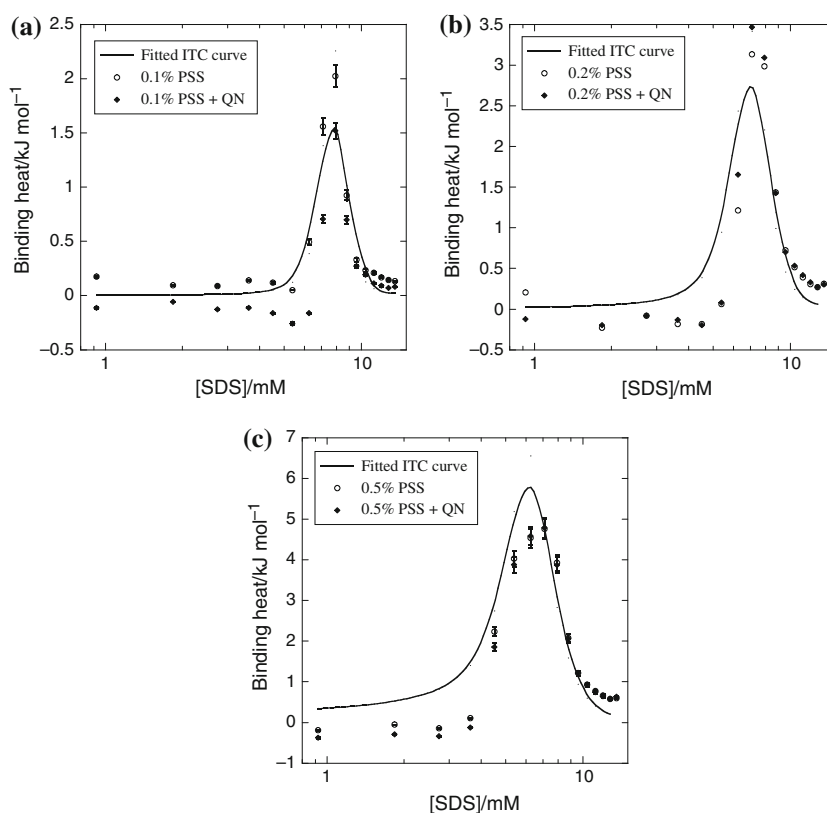 (a)
2.5
2
1.5
1
0.5
0
−0.5
Binding heat/kJ mol⁻¹
Fitted ITC curve
0.1% PSS
0.1% PSS + QN
1
10
[SDS]/mM
(b)
3.5
3
2.5
2
1.5
1
0.5
0
−0.5
Binding heat/kJ mol⁻¹
Fitted ITC curve
0.2% PSS
0.2% PSS + QN
1
10
[SDS]/mM
(c)
7
6
5
4
3
2
1
0
−1
Binding heat/kJ mol⁻¹
Fitted ITC curve
0.5% PSS
0.5% PSS + QN
1
10
[SDS]/mM